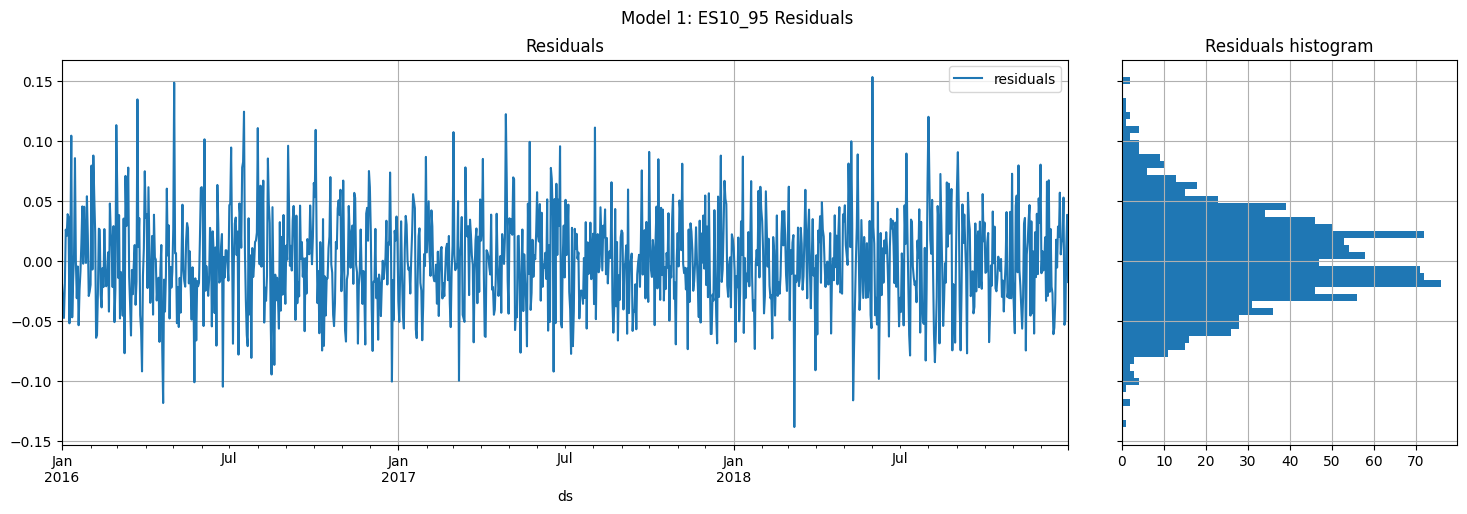 Model 1: ES10_95 Residuals
Residuals
Residuals histogram
residuals
0.15
0.10
0.05
0.00
−0.05
−0.10
−0.15
Jan
2016
Jul
Jan
2017
Jul
Jan
2018
Jul
ds
0 10 20 30 40 50 60 70